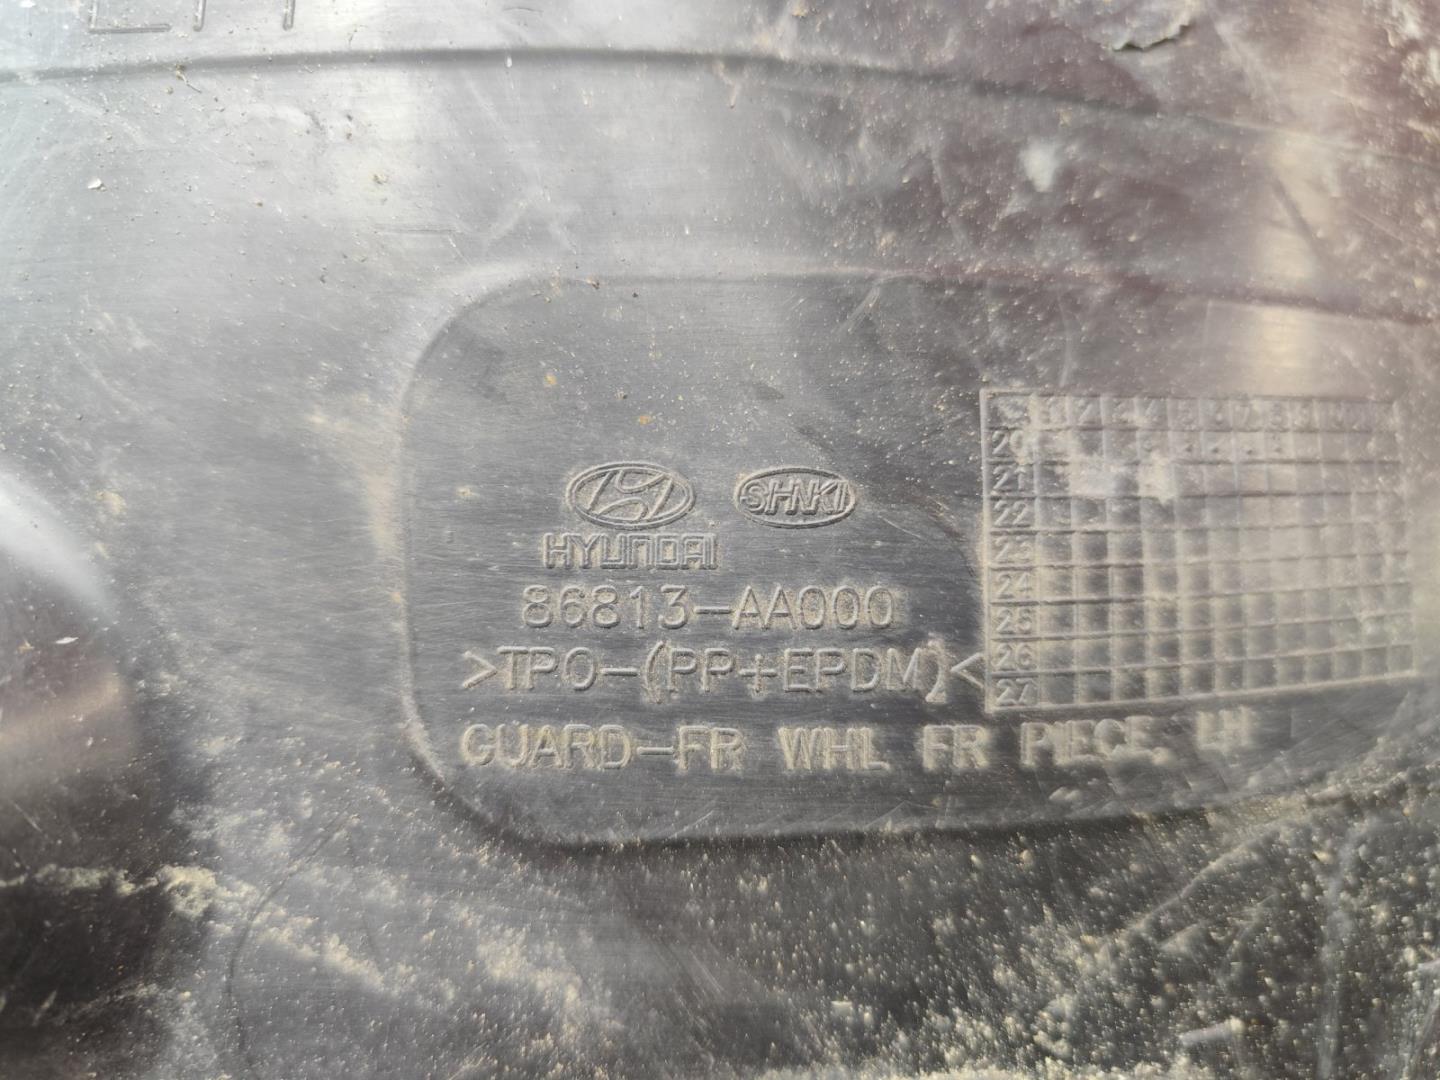 LH
SHNKI
HYUNDAI
86813-AA000
>TPO-(PP+EPDM)<
GUARD-FR WHL FR PIECE, LH
20
21
22
23
24
25
26
27